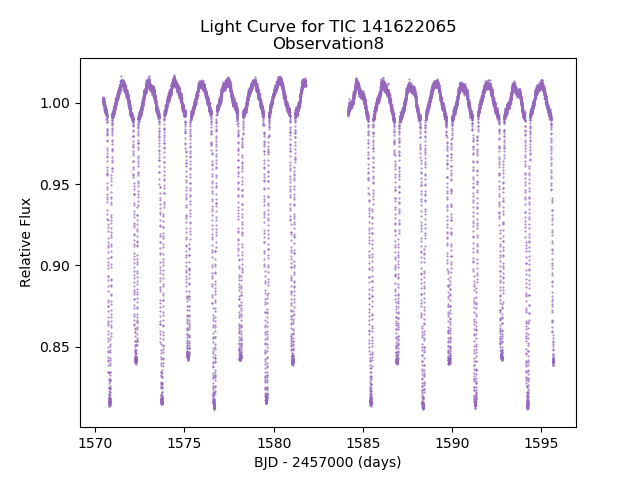 Light Curve for TIC 141622065
Observation8
1.00
0.95
0.90
0.85
Relative Flux
1570
1575
1580
1585
1590
1595
BJD - 2457000 (days)